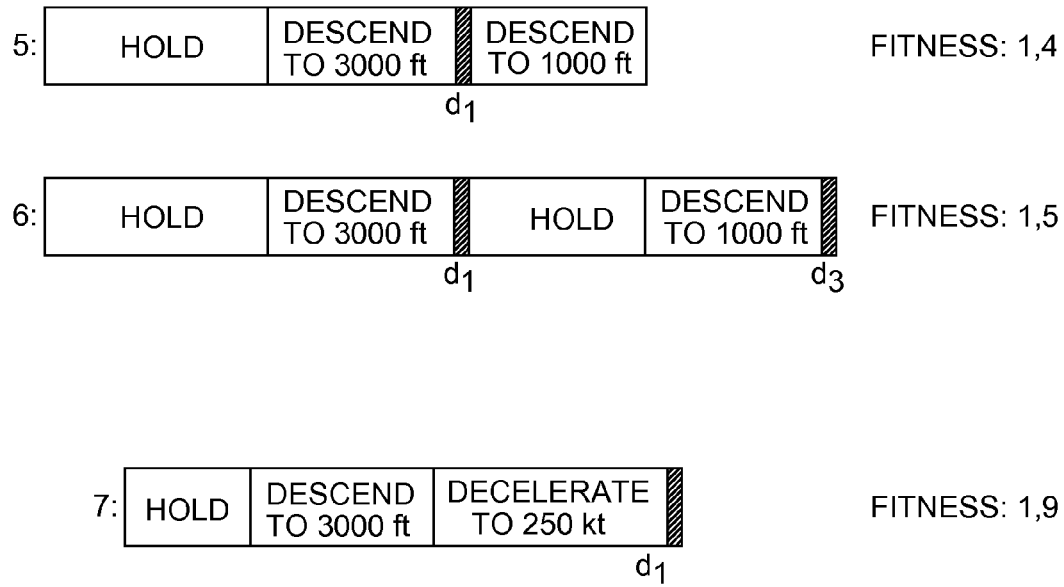 5: HOLD DESCEND TO 3000 ft DESCEND TO 1000 ft FITNESS: 1,4
d1
6: HOLD DESCEND TO 3000 ft HOLD DESCEND TO 1000 ft FITNESS: 1,5
d1 d3
7: HOLD DESCEND TO 3000 ft DECELERATE TO 250 kt FITNESS: 1,9
d1